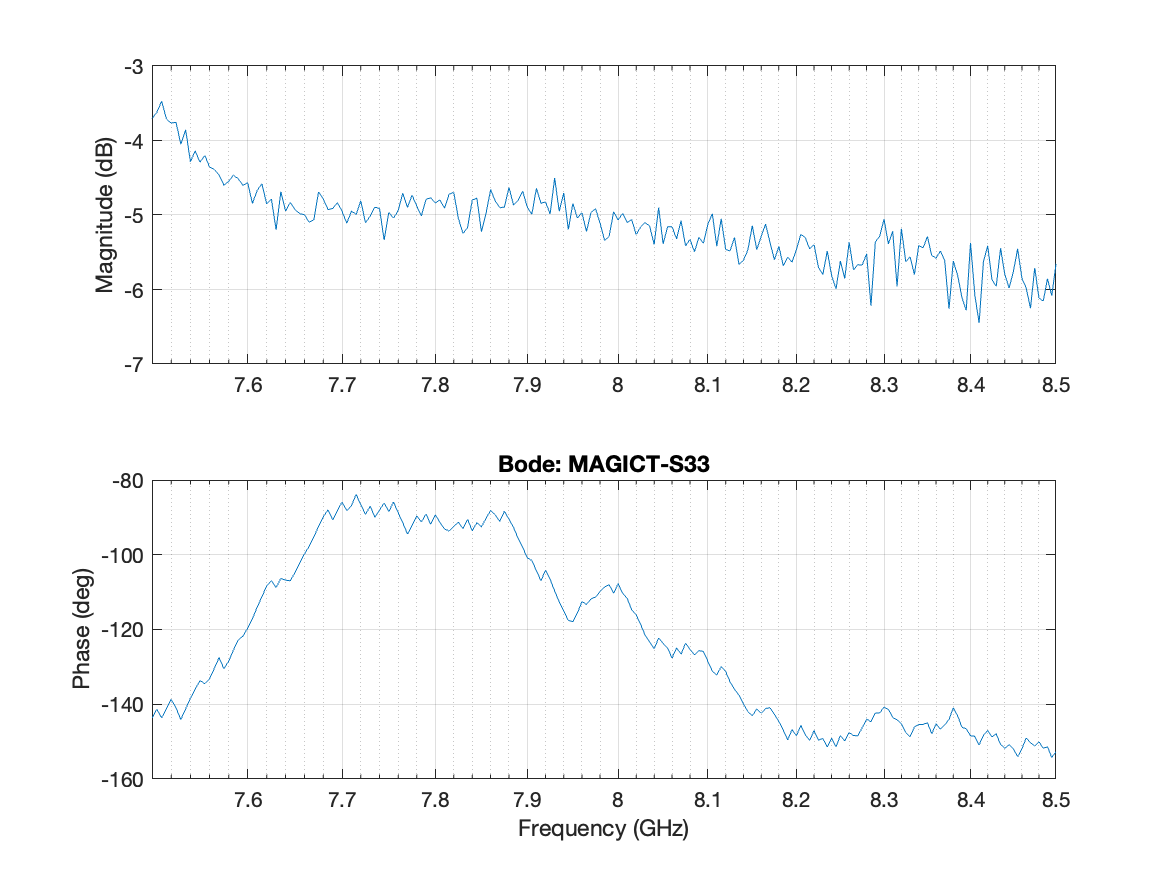 -3
-4
-5
-6
-7
Magnitude (dB)
7.6 7.7 7.8 7.9 8 8.1 8.2 8.3 8.4 8.5
Bode: MAGICT-S33
-80
-100
-120
-140
-160
Phase (deg)
7.6 7.7 7.8 7.9 8 8.1 8.2 8.3 8.4 8.5
Frequency (GHz)